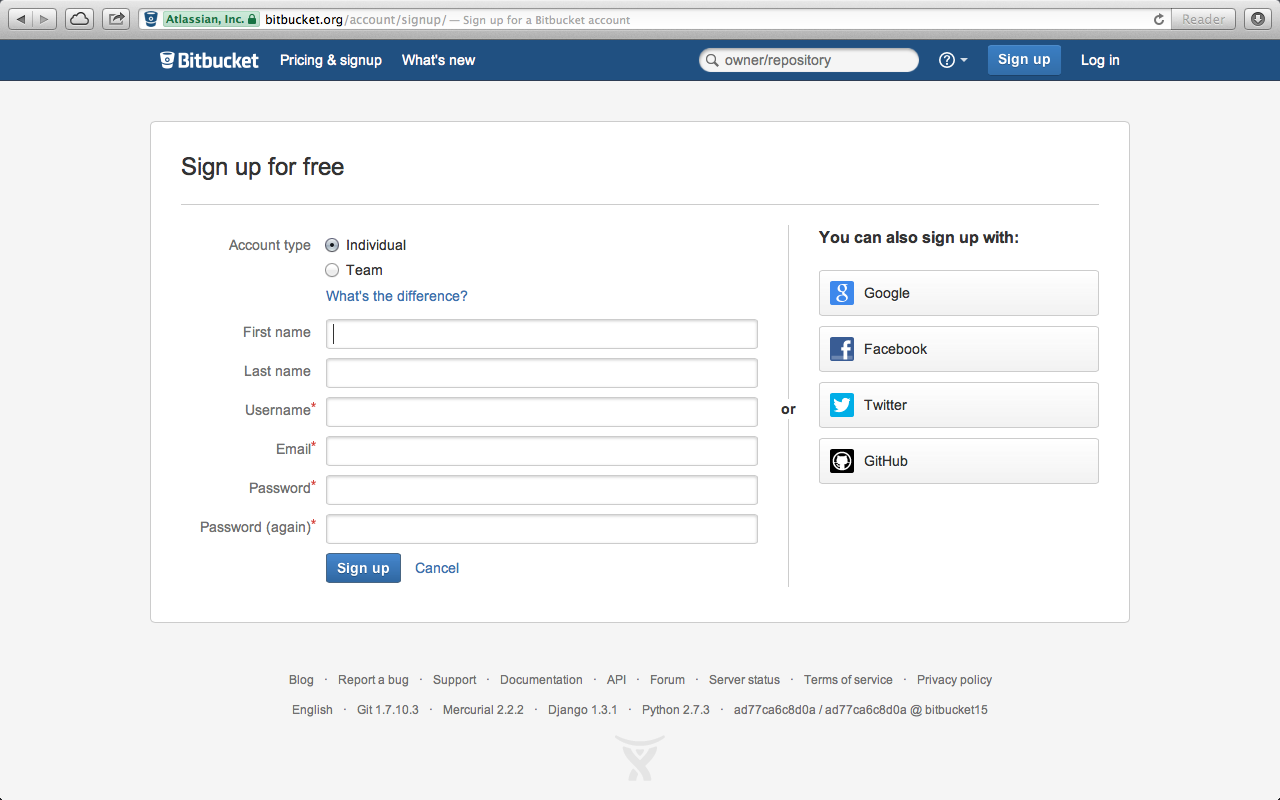 Atlassian, Inc. bitbucket.org/account/signup/ — Sign up for a Bitbucket account Reader
Bitbucket Pricing & signup What's new owner/repository Sign up Log in
Sign up for free
Account type Individual
Team
What's the difference?
First name
Last name
Username*
Email*
Password*
Password (again)*
Sign up Cancel
or
You can also sign up with:
Google
Facebook
Twitter
GitHub
Blog · Report a bug · Support · Documentation · API · Forum · Server status · Terms of service · Privacy policy
English · Git 1.7.10.3 · Mercurial 2.2.2 · Django 1.3.1 · Python 2.7.3 · ad77ca6c8d0a / ad77ca6c8d0a @ bitbucket15